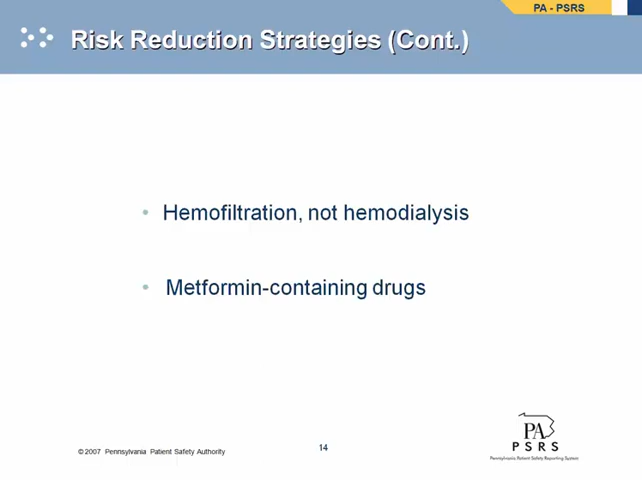 PA - PSRS
Risk Reduction Strategies (Cont.)
• Hemofiltration, not hemodialysis
• Metformin-containing drugs
©2007 Pennsylvania Patient Safety Authority
14
PA
PSRS
Pennsylvania Patient Safety Reporting System